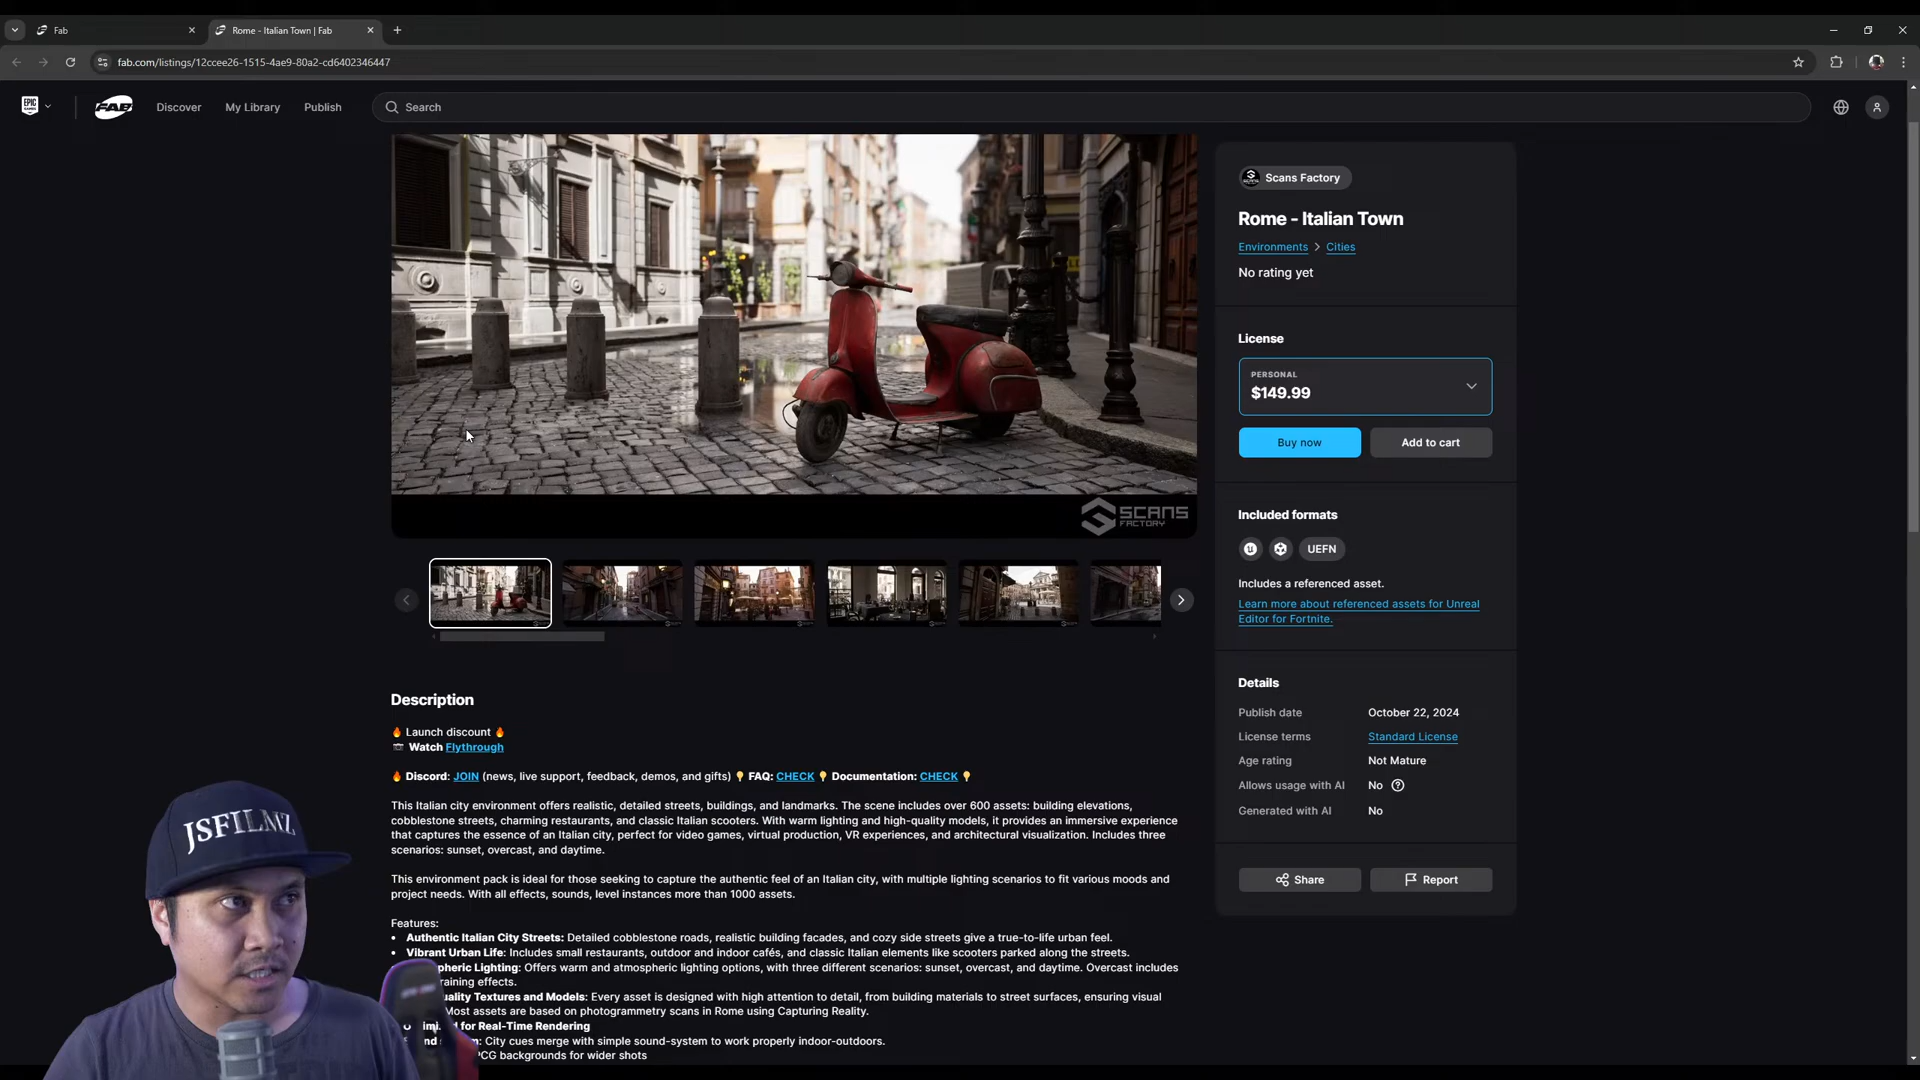 Fab
Rome - Italian Town | Fab
fab.com/listings/12ccee26-1515-4ae9-80a2-cd6402346447
EPIC GAMES
FAB
Discover
My Library
Publish
Search
SCANS
FACTORY
Scans Factory
Rome - Italian Town
Environments
Cities
No rating yet
License
PERSONAL
$149.99
Buy now
Add to cart
Included formats
UEFN
Includes a referenced asset.
Learn more about referenced assets for Unreal
Editor for Fortnite.
Details
Publish date October 22, 2024
License terms Standard License
Age rating Not Mature
Allows usage with AI No
Generated with AI No
Share
Report
Description
🔥 Launch discount 🔥
Watch Flythrough
🔥 Discord: JOIN (news, live support, feedback, demos, and gifts) FAQ: CHECK Documentation: CHECK
This Italian city environment offers realistic, detailed streets, buildings, and landmarks. The scene includes over 600 assets: building elevations,
cobblestone streets, charming restaurants, and classic Italian scooters. With warm lighting and high-quality models, it provides an immersive experience
that captures the essence of an Italian city, perfect for video games, virtual production, VR experiences, and architectural visualization. Includes three
scenarios: sunset, overcast, and daytime.
This environment pack is ideal for those seeking to capture the authentic feel of an Italian city, with multiple lighting scenarios to fit various moods and
project needs. With all effects, sounds, level instances more than 1000 assets.
Features:
• Authentic Italian City Streets: Detailed cobblestone roads, realistic building facades, and cozy side streets give a true-to-life urban feel.
• Vibrant Urban Life: Includes small restaurants, outdoor and indoor cafés, and classic Italian elements like scooters parked along the streets.
pheric Lighting: Offers warm and atmospheric lighting options, with three different scenarios: sunset, overcast, and daytime. Overcast includes
raining effects.
uality Textures and Models: Every asset is designed with high attention to detail, from building materials to street surfaces, ensuring visual
Most assets are based on photogrammetry scans in Rome using Capturing Reality.
for Real-Time Rendering
City cues merge with simple sound-system to work properly indoor-outdoors.
PCG backgrounds for wider shots
JSFILMZ